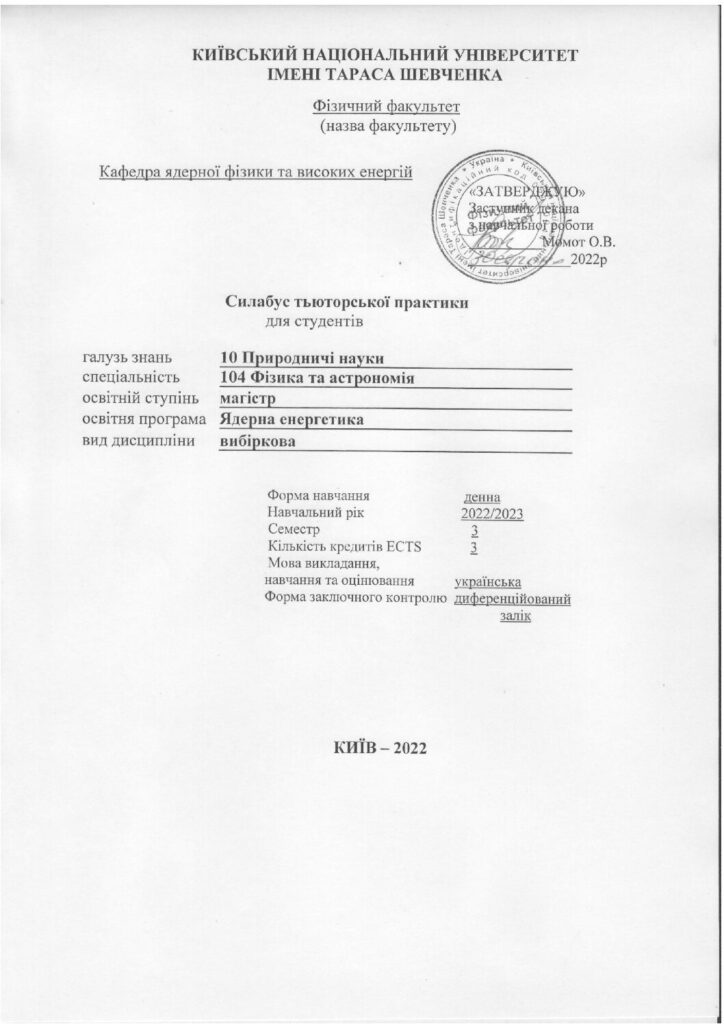 КИЇВСЬКИЙ НАЦІОНАЛЬНИЙ УНІВЕРСИТЕТ
ІМЕНІ ТАРАСА ШЕВЧЕНКА
Фізичний факультет
(назва факультету)
Кафедра ядерної фізики та високих енергій
«ЗАТВЕРДЖУЮ»
Заступник декана
з навчальної роботи
Момот О.В.
2022р
Силабус тьюторської практики
для студентів
галузь знань 10 Природничі науки
спеціальність 104 Фізика та астрономія
освітній ступінь магістр
освітня програма Ядерна енергетика
вид дисципліни вибіркова
Форма навчання денна
Навчальний рік 2022/2023
Семестр 3
Кількість кредитів ECTS 3
Мова викладання,
навчання та оцінювання українська
Форма заключного контролю диференційований
залік
КИЇВ – 2022